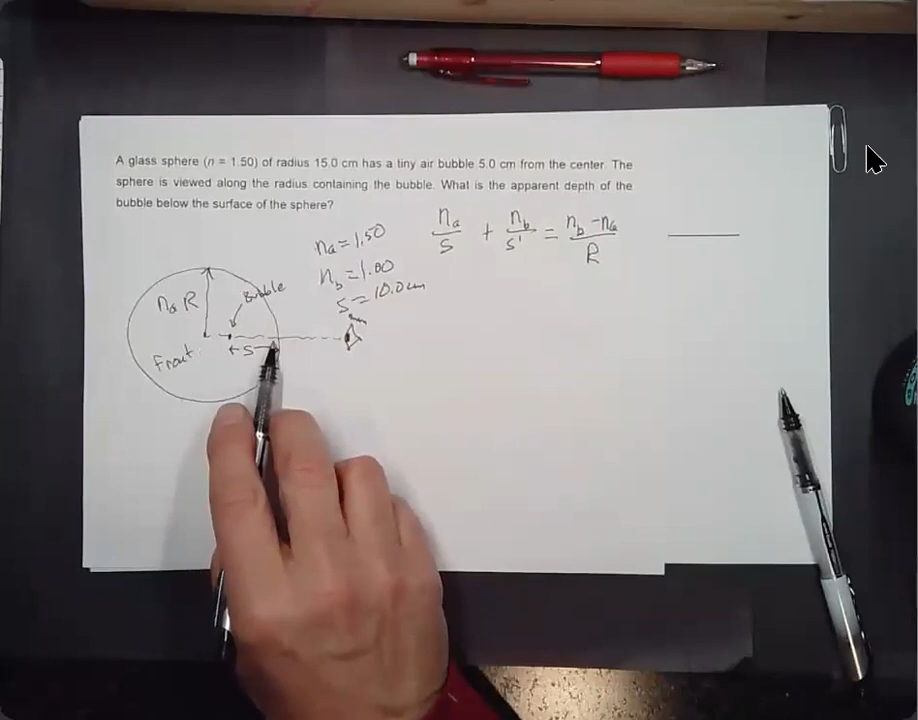 A glass sphere (n = 1.50) of radius 15.0 cm has a tiny air bubble 5.0 cm from the center. The
sphere is viewed along the radius containing the bubble. What is the apparent depth of the
bubble below the surface of the sphere?
na = 1.50
nb = 1.00
s = 10.0 cm
na/s + nb/s' = nb - na/R
na R
Bubble
Front
s